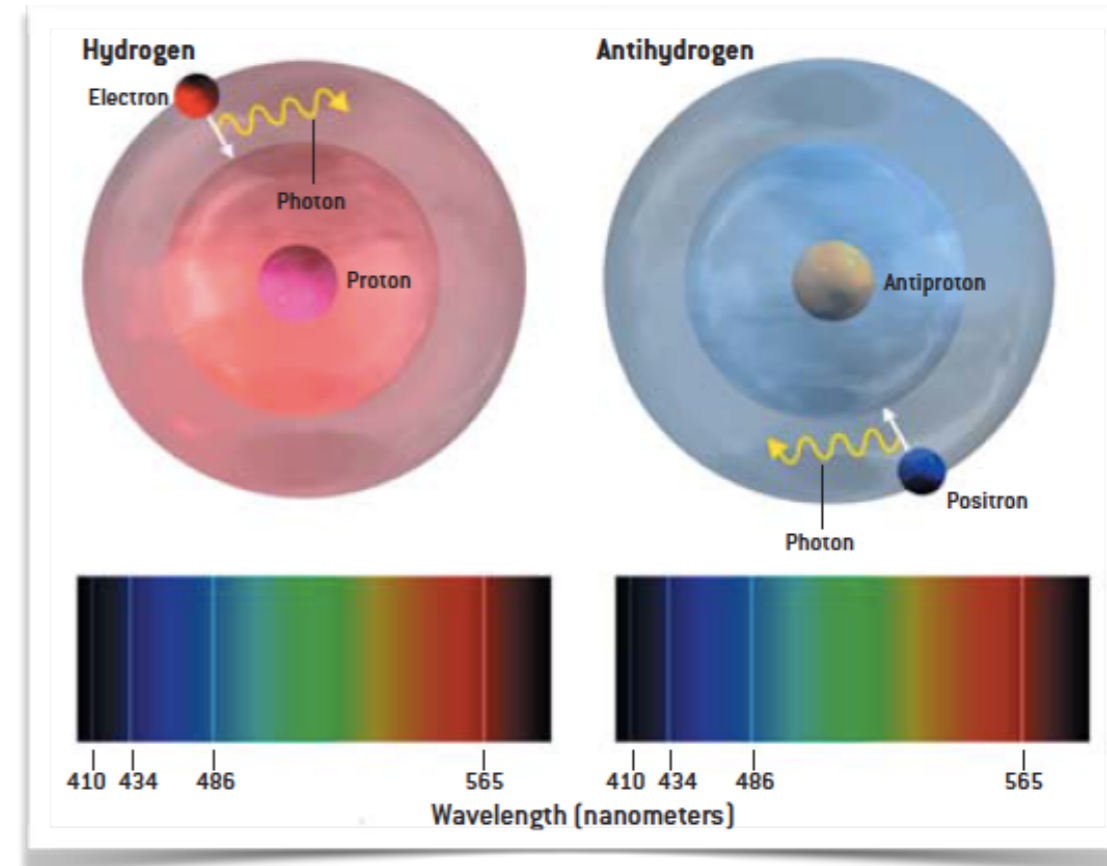 Hydrogen
Electron
Photon
Proton
Antihydrogen
Antiproton
Positron
Photon
410 434 486 565
410 434 486 565
Wavelength (nanometers)